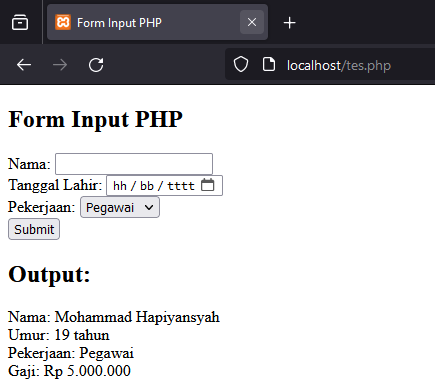 Form Input PHP
localhost/tes.php
Form Input PHP
Nama:
Tanggal Lahir: hh / bb / tttt
Pekerjaan: Pegawai
Submit
Output:
Nama: Mohammad Hapiyansyah
Umur: 19 tahun
Pekerjaan: Pegawai
Gaji: Rp 5.000.000